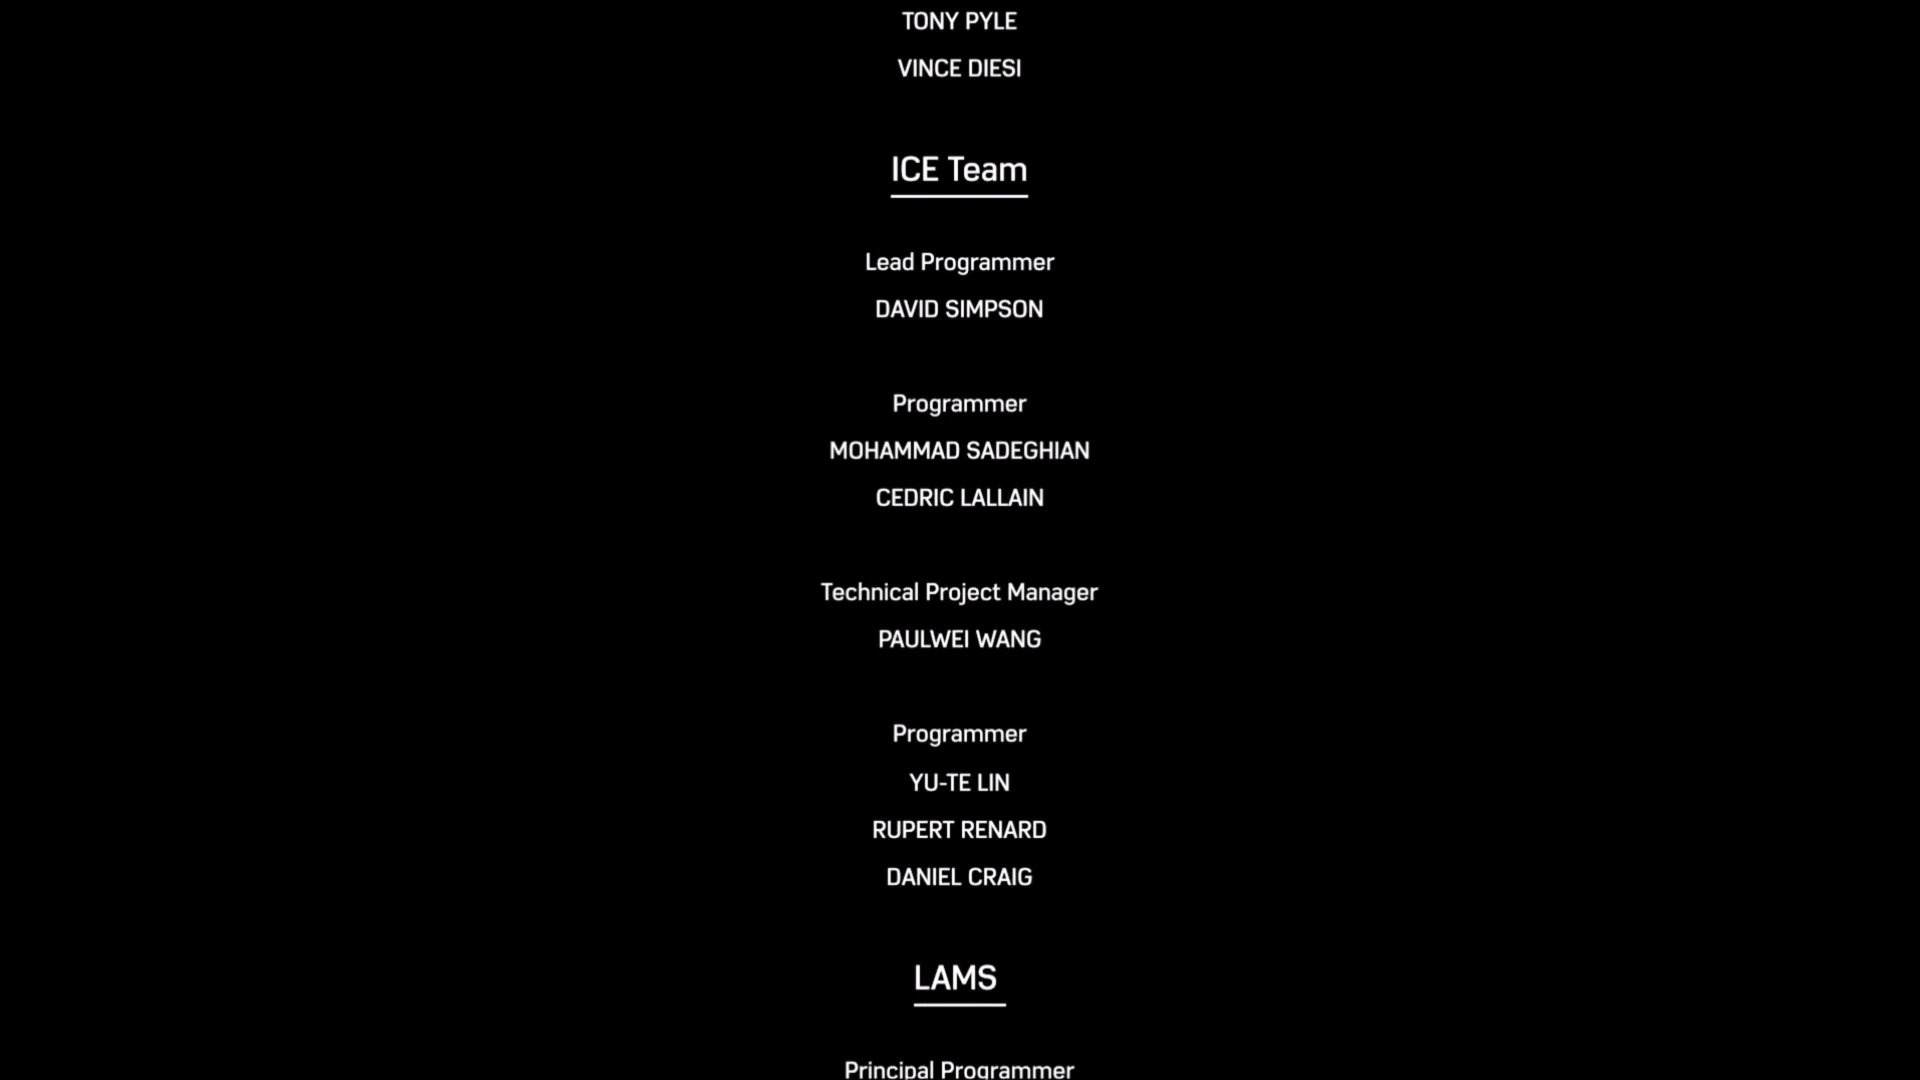 TONY PYLE
VINCE DIESI
ICE Team
Lead Programmer
DAVID SIMPSON
Programmer
MOHAMMAD SADEGHIAN
CEDRIC LALLAIN
Technical Project Manager
PAULWEI WANG
Programmer
YU-TE LIN
RUPERT RENARD
DANIEL CRAIG
LAMS
Principal Programmer